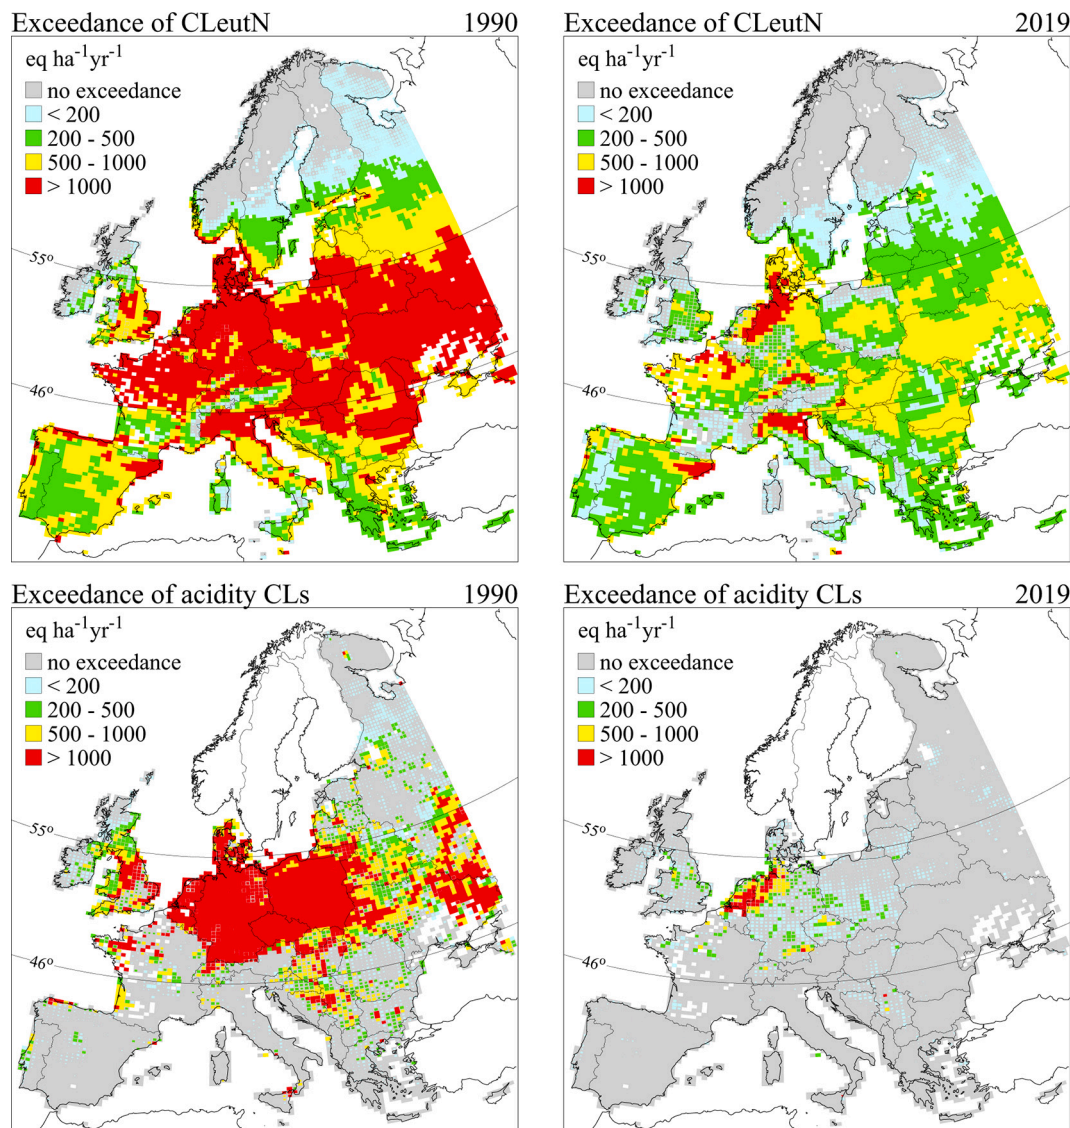 Exceedance of CLeutN 1990
eq ha⁻¹yr⁻¹
no exceedance
< 200
200 - 500
500 - 1000
> 1000
55º
46º
Exceedance of CLeutN 2019
eq ha⁻¹yr⁻¹
no exceedance
< 200
200 - 500
500 - 1000
> 1000
55º
46º
Exceedance of acidity CLs 1990
eq ha⁻¹yr⁻¹
no exceedance
< 200
200 - 500
500 - 1000
> 1000
55º
46º
Exceedance of acidity CLs 2019
eq ha⁻¹yr⁻¹
no exceedance
< 200
200 - 500
500 - 1000
> 1000
55º
46º